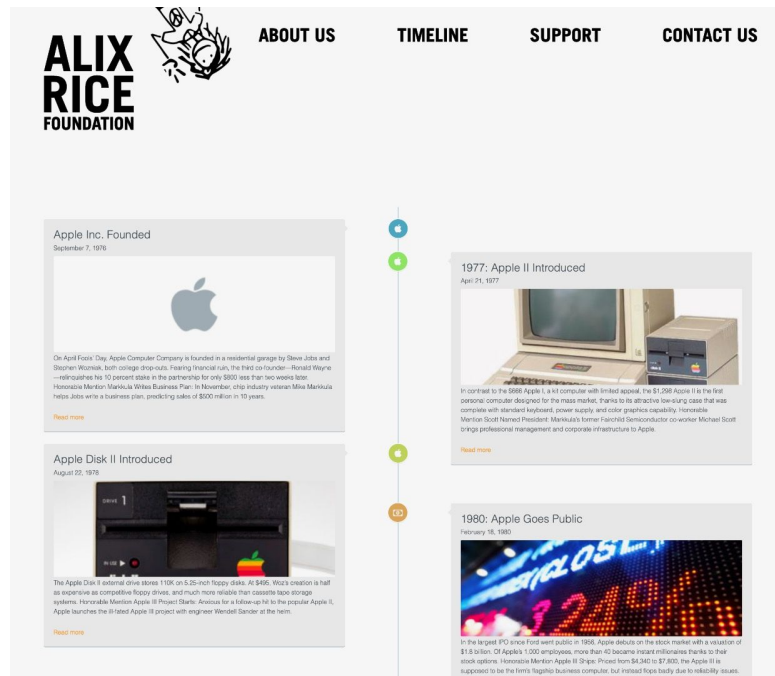 ALIX
RICE
FOUNDATION
ABOUT US
TIMELINE
SUPPORT
CONTACT US
Apple Inc. Founded
September 7, 1976
On April Fools' Day, Apple Computer Company is founded in a residential garage by Steve Jobs and
Stephen Wozniak, both college drop-outs. Fearing financial ruin, the third co-founder—Ronald Wayne
—relinquishes his 10 percent stake in the partnership for only $800 less than two weeks later.
Honorable Mention Markkula Writes Business Plan: In November, chip industry veteran Mike Markkula
helps Jobs write a business plan, predicting sales of $500 million in 10 years.
Read more
1977: Apple II Introduced
April 21, 1977
In contrast to the $666 Apple I, a kit computer with limited appeal, the $1,298 Apple II is the first
personal computer designed for the mass market, thanks to its attractive low-slung case that was
complete with standard keyboard, power supply, and color graphics capability. Honorable
Mention Scott Named President: Markkula's former Fairchild Semiconductor co-worker Michael Scott
brings professional management and corporate infrastructure to Apple.
Read more
Apple Disk II Introduced
August 22, 1978
DRIVE 1
IN USE
The Apple Disk II external drive stores 110K on 5.25-inch floppy disks. At $495, Woz's creation is half
as expensive as competitive floppy drives, and much more reliable than cassette tape storage
systems. Honorable Mention Apple III Project Starts: Anxious for a follow-up hit to the popular Apple II,
Apple launches the ill-fated Apple III project with engineer Wendell Sander at the helm.
Read more
1980: Apple Goes Public
February 18, 1980
CLOSE
In the largest IPO since Ford went public in 1956, Apple debuts on the stock market with a valuation of
$1.8 billion. Of Apple's 1,000 employees, more than 40 became instant millionaires thanks to their
stock options. Honorable Mention Apple III Ships: Priced from $4,340 to $7,800, the Apple III is
supposed to be the firm's flagship business computer, but instead flops badly due to reliability issues.